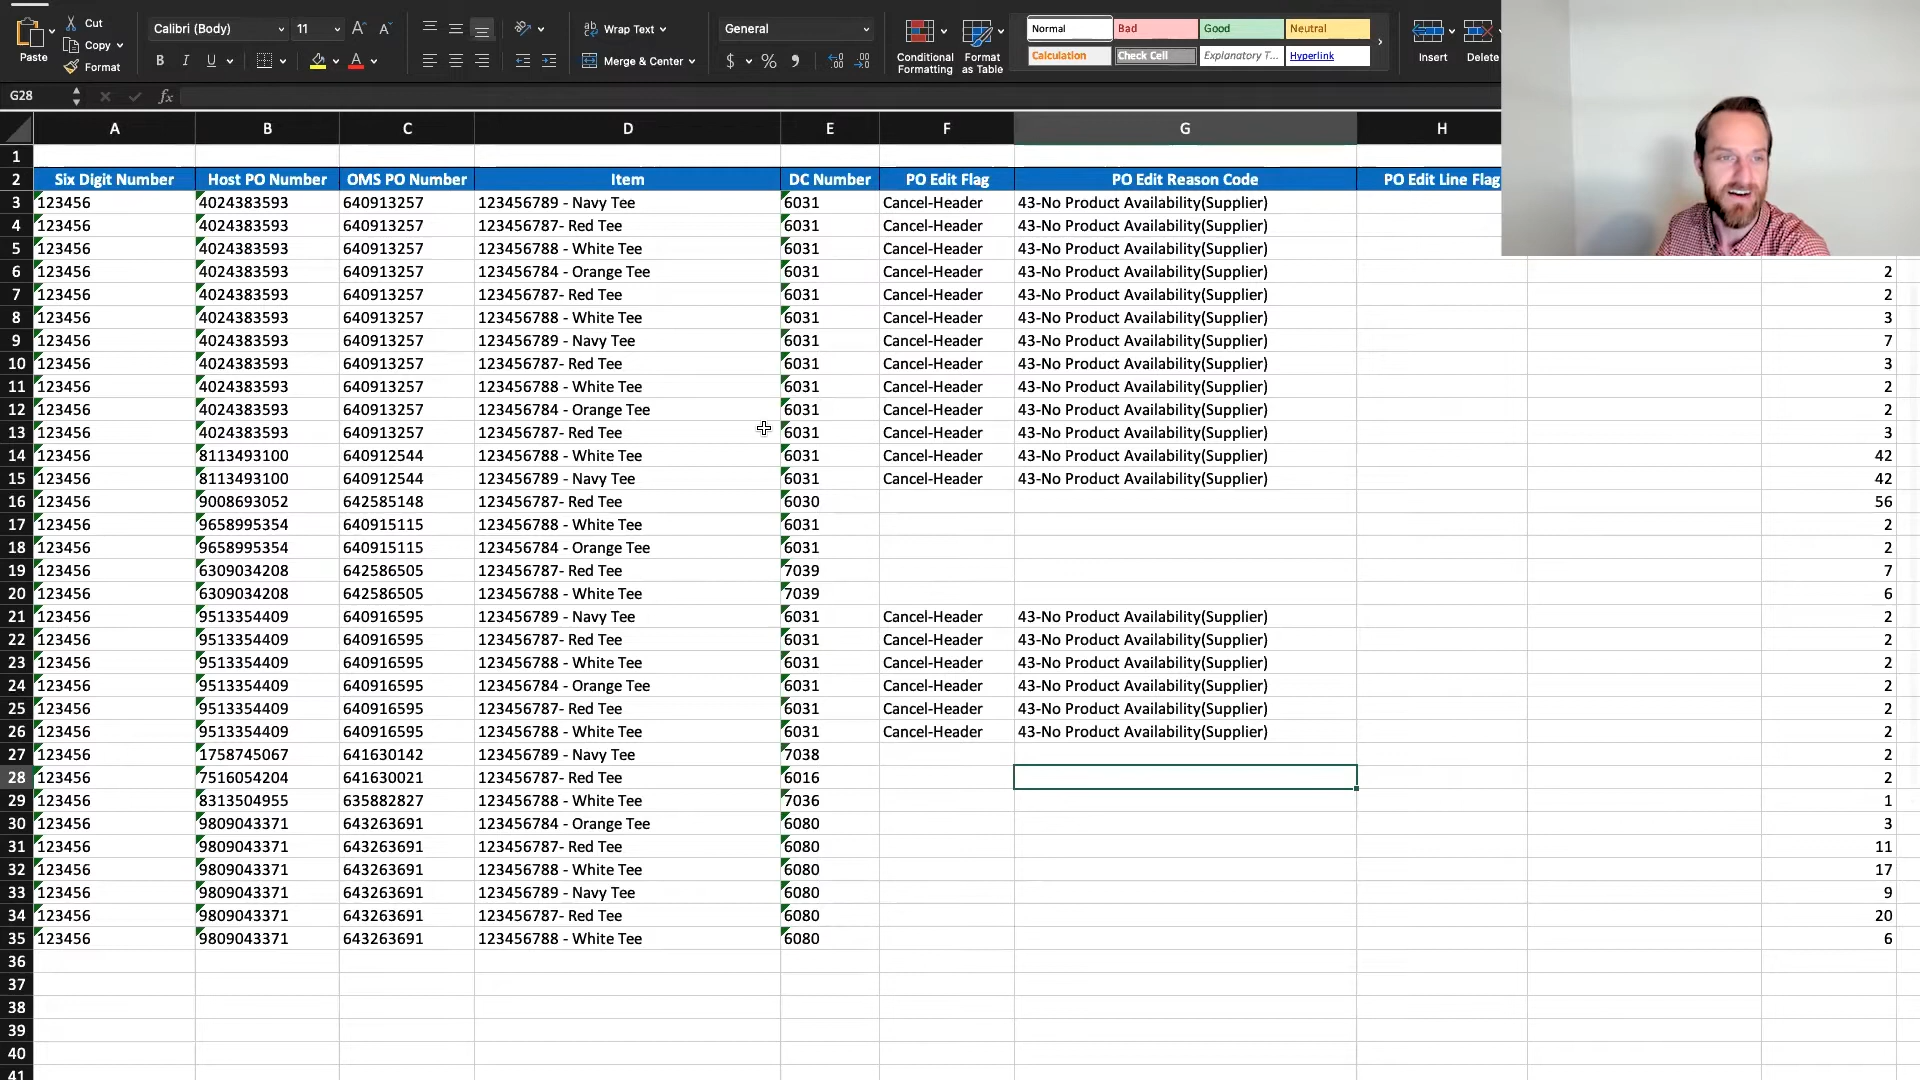 Cut
Calibri (Body) 11
Wrap Text
General
Normal Bad Good Neutral
Paste Copy
Format
B I U
Merge & Center
$ %
Conditional Formatting
Format as Table
Calculation Check Cell Explanatory T... Hyperlink
Insert Delete
G28 fx
A B C D E F G H
1
2 Six Digit Number Host PO Number OMS PO Number Item DC Number PO Edit Flag PO Edit Reason Code PO Edit Line Flag
3 123456 4024383593 640913257 123456789 - Navy Tee 6031 Cancel-Header 43-No Product Availability(Supplier)
4 123456 4024383593 640913257 123456787- Red Tee 6031 Cancel-Header 43-No Product Availability(Supplier)
5 123456 4024383593 640913257 123456788 - White Tee 6031 Cancel-Header 43-No Product Availability(Supplier)
6 123456 4024383593 640913257 123456784 - Orange Tee 6031 Cancel-Header 43-No Product Availability(Supplier) 2
7 123456 4024383593 640913257 123456787- Red Tee 6031 Cancel-Header 43-No Product Availability(Supplier) 2
8 123456 4024383593 640913257 123456788 - White Tee 6031 Cancel-Header 43-No Product Availability(Supplier) 3
9 123456 4024383593 640913257 123456789 - Navy Tee 6031 Cancel-Header 43-No Product Availability(Supplier) 7
10 123456 4024383593 640913257 123456787- Red Tee 6031 Cancel-Header 43-No Product Availability(Supplier) 3
11 123456 4024383593 640913257 123456788 - White Tee 6031 Cancel-Header 43-No Product Availability(Supplier) 2
12 123456 4024383593 640913257 123456784 - Orange Tee 6031 Cancel-Header 43-No Product Availability(Supplier) 2
13 123456 4024383593 640913257 123456787- Red Tee 6031 Cancel-Header 43-No Product Availability(Supplier) 3
14 123456 8113493100 640912544 123456788 - White Tee 6031 Cancel-Header 43-No Product Availability(Supplier) 42
15 123456 8113493100 640912544 123456789 - Navy Tee 6031 Cancel-Header 43-No Product Availability(Supplier) 42
16 123456 9008693052 642585148 123456787- Red Tee 6030 56
17 123456 9658995354 640915115 123456788 - White Tee 6031 2
18 123456 9658995354 640915115 123456784 - Orange Tee 6031 2
19 123456 6309034208 642586505 123456787- Red Tee 7039 7
20 123456 6309034208 642586505 123456788 - White Tee 7039 6
21 123456 9513354409 640916595 123456789 - Navy Tee 6031 Cancel-Header 43-No Product Availability(Supplier) 2
22 123456 9513354409 640916595 123456787- Red Tee 6031 Cancel-Header 43-No Product Availability(Supplier) 2
23 123456 9513354409 640916595 123456788 - White Tee 6031 Cancel-Header 43-No Product Availability(Supplier) 2
24 123456 9513354409 640916595 123456784 - Orange Tee 6031 Cancel-Header 43-No Product Availability(Supplier) 2
25 123456 9513354409 640916595 123456787- Red Tee 6031 Cancel-Header 43-No Product Availability(Supplier) 2
26 123456 9513354409 640916595 123456788 - White Tee 6031 Cancel-Header 43-No Product Availability(Supplier) 2
27 123456 1758745067 641630142 123456789 - Navy Tee 7038 2
28 123456 7516054204 641630021 123456787- Red Tee 6016 2
29 123456 8313504955 635882827 123456788 - White Tee 7036 1
30 123456 9809043371 643263691 123456784 - Orange Tee 6080 3
31 123456 9809043371 643263691 123456787- Red Tee 6080 11
32 123456 9809043371 643263691 123456788 - White Tee 6080 17
33 123456 9809043371 643263691 123456789 - Navy Tee 6080 9
34 123456 9809043371 643263691 123456787- Red Tee 6080 20
35 123456 9809043371 643263691 123456788 - White Tee 6080 6
36
37
38
39
40
41